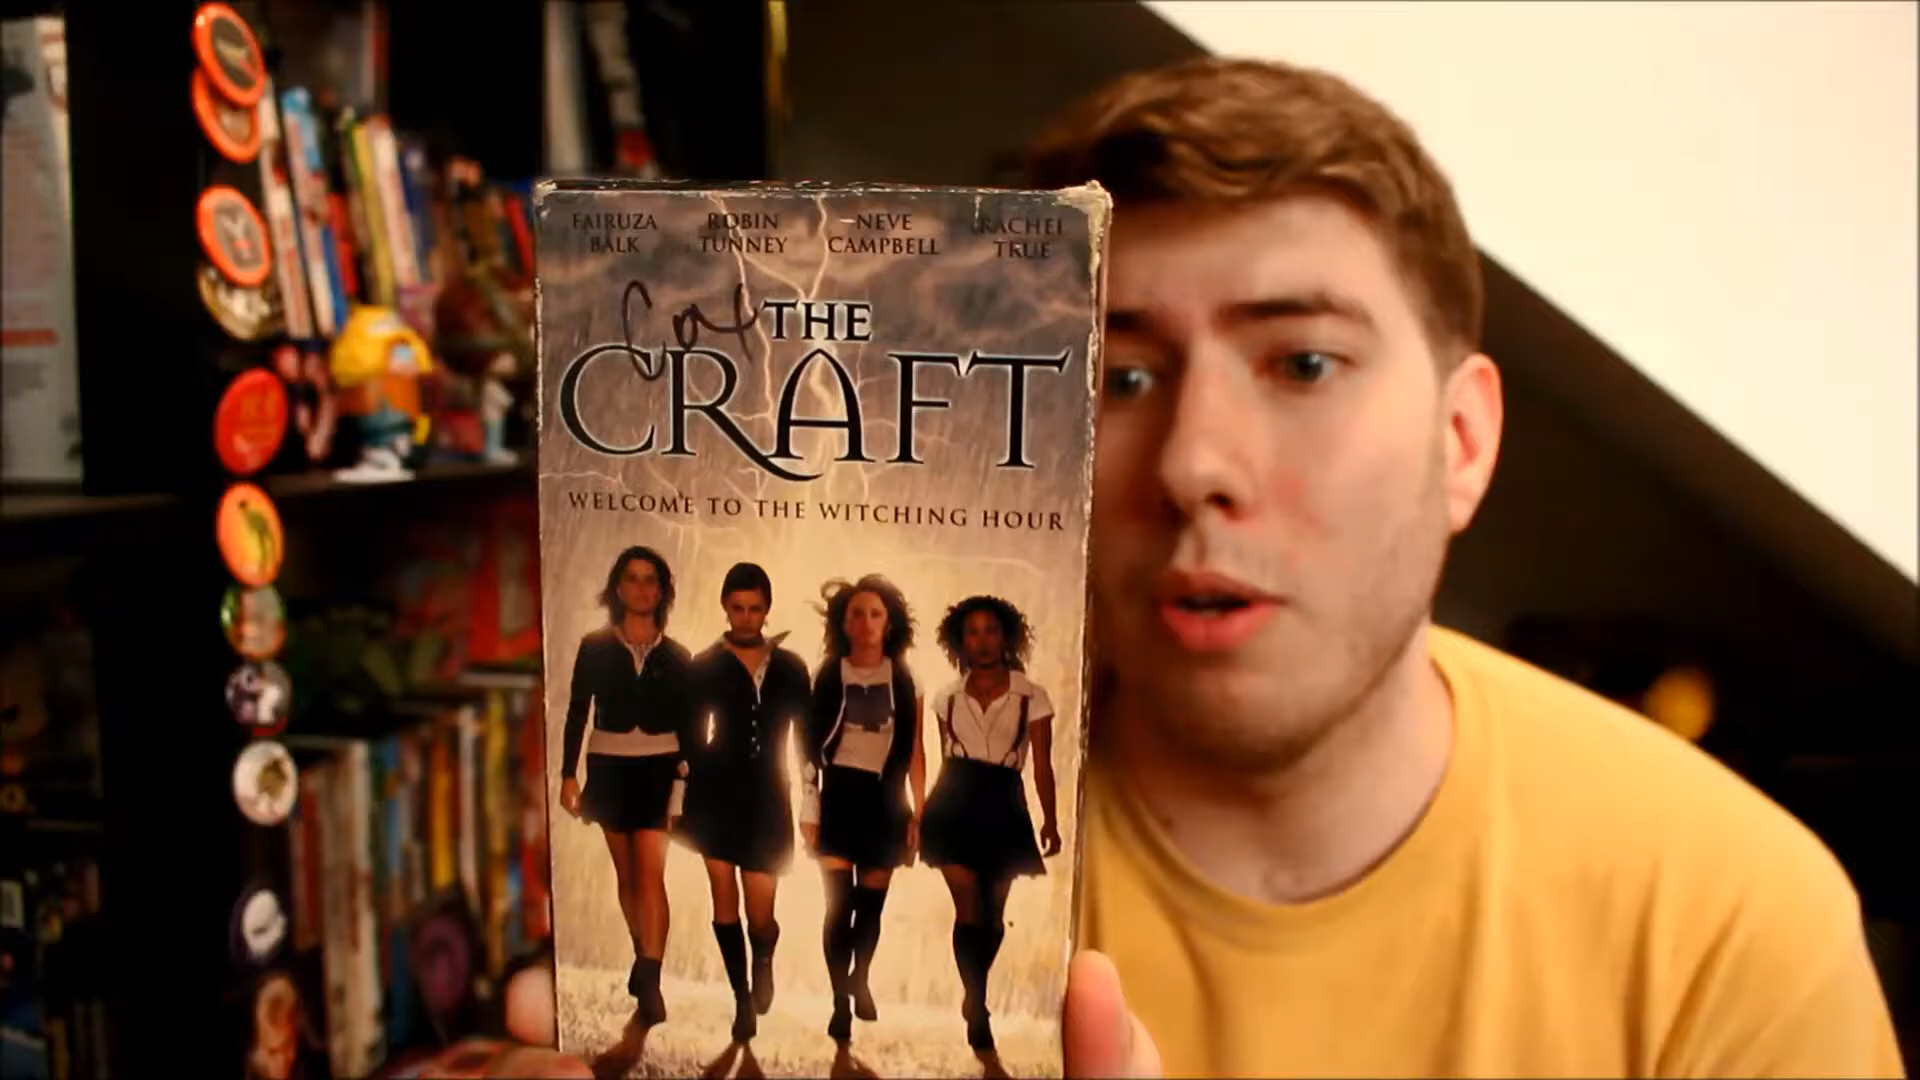 FAIRUZA BALK
ROBIN TUNNEY
NEVE CAMPBELL
RACHEL TRUE
THE
CRAFT
WELCOME TO THE WITCHING HOUR